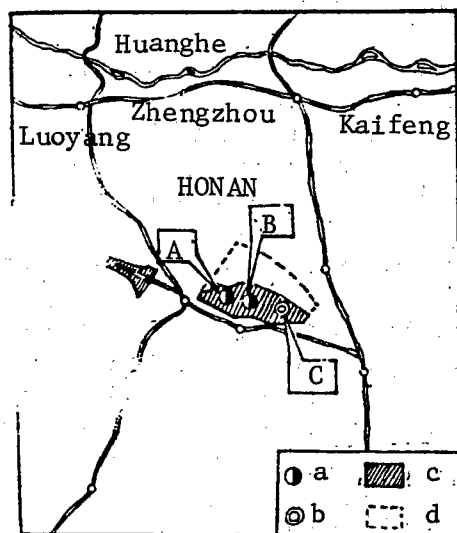 Huanghe
Zhengzhou
Luoyang
Kaifeng
HONAN
B
A
C
a c
b d